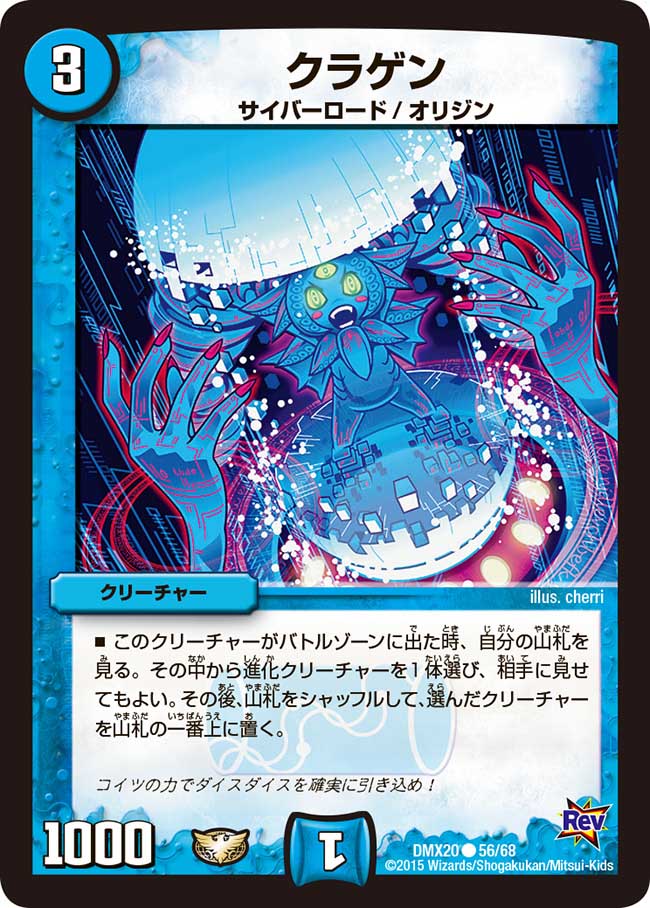 3
クラゲン
サイバーロード / オリジン
クリーチャー
illus. cherri
■ このクリーチャーがバトルゾーンに出た時、自分の山札を
見る。その中から進化クリーチャーを1体選び、相手に見せ
てもよい。その後、山札をシャッフルして、選んだクリーチャー
を山札の一番上に置く。
コイツの力でダイスダイスを確実に引き込め!
1000
1
Rev
DMX20 ● 56/68
©2015 Wizards/Shogakukan/Mitsui-Kids